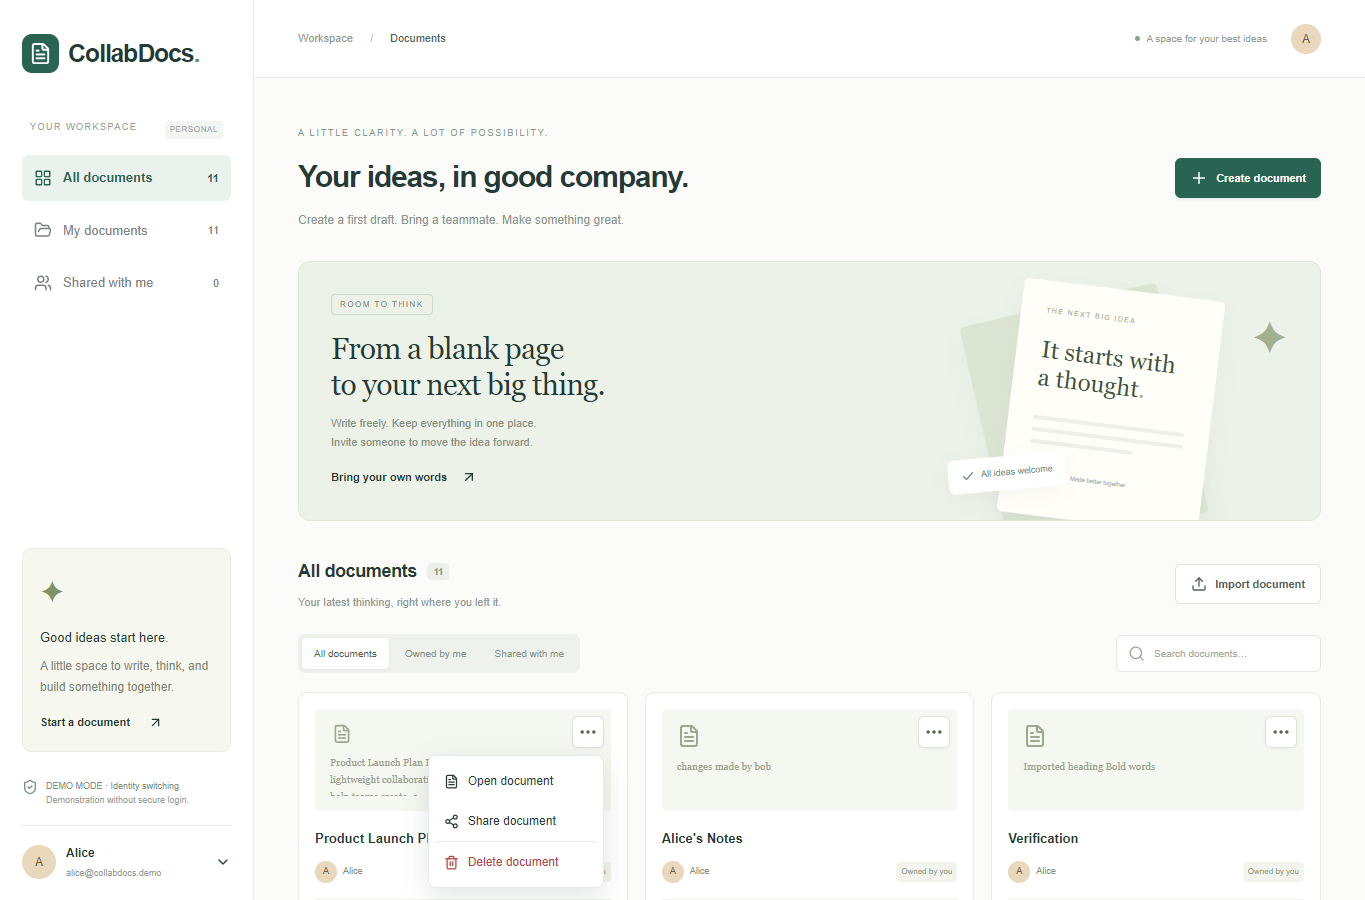 CollabDocs.
YOUR WORKSPACE
PERSONAL
All documents 11
My documents 11
Shared with me 0
Good ideas start here.
A little space to write, think, and
build something together.
Start a document
DEMO MODE · Identity switching
Demonstration without secure login.
A
Alice
alice@collabdocs.demo
Workspace / Documents
A space for your best ideas
A
A LITTLE CLARITY. A LOT OF POSSIBILITY.
Your ideas, in good company.
Create a first draft. Bring a teammate. Make something great.
Create document
ROOM TO THINK
From a blank page
to your next big thing.
Write freely. Keep everything in one place.
Invite someone to move the idea forward.
Bring your own words
THE NEXT BIG IDEA
It starts with
a thought.
All ideas welcome
Made better together
All documents 11
Your latest thinking, right where you left it.
Import document
All documents
Owned by me
Shared with me
Search documents...
Product Launch Plan
lightweight
Open document
Share document
Delete document
Product Launch
A Alice
changes made by bob
Alice's Notes
A Alice
Owned by you
Imported heading Bold words
Verification
A Alice
Owned by you